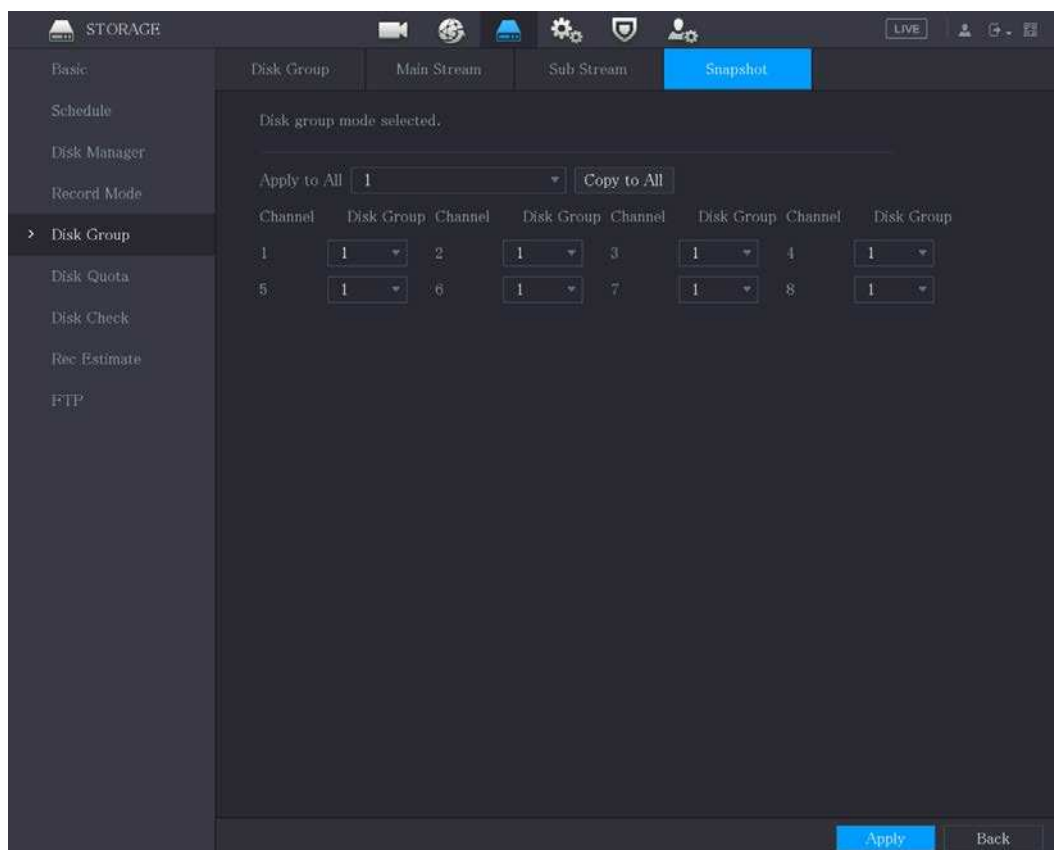 STORAGE LIVE
Basic
Schedule
Disk Manager
Record Mode
> Disk Group
Disk Quota
Disk Check
Rec Estimate
FTP
Disk Group Main Stream Sub Stream Snapshot
Disk group mode selected.
Apply to All 1 Copy to All
Channel Disk Group Channel Disk Group Channel Disk Group Channel Disk Group
1 1 2 1 3 1 4 1
5 1 6 1 7 1 8 1
Apply Back